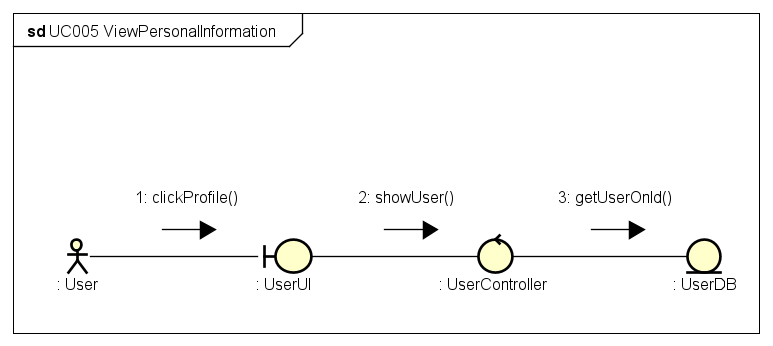 sd UC005 ViewPersonalInformation
1: clickProfile()
2: showUser()
3: getUserOnId()
: User
: UserUI
: UserController
: UserDB